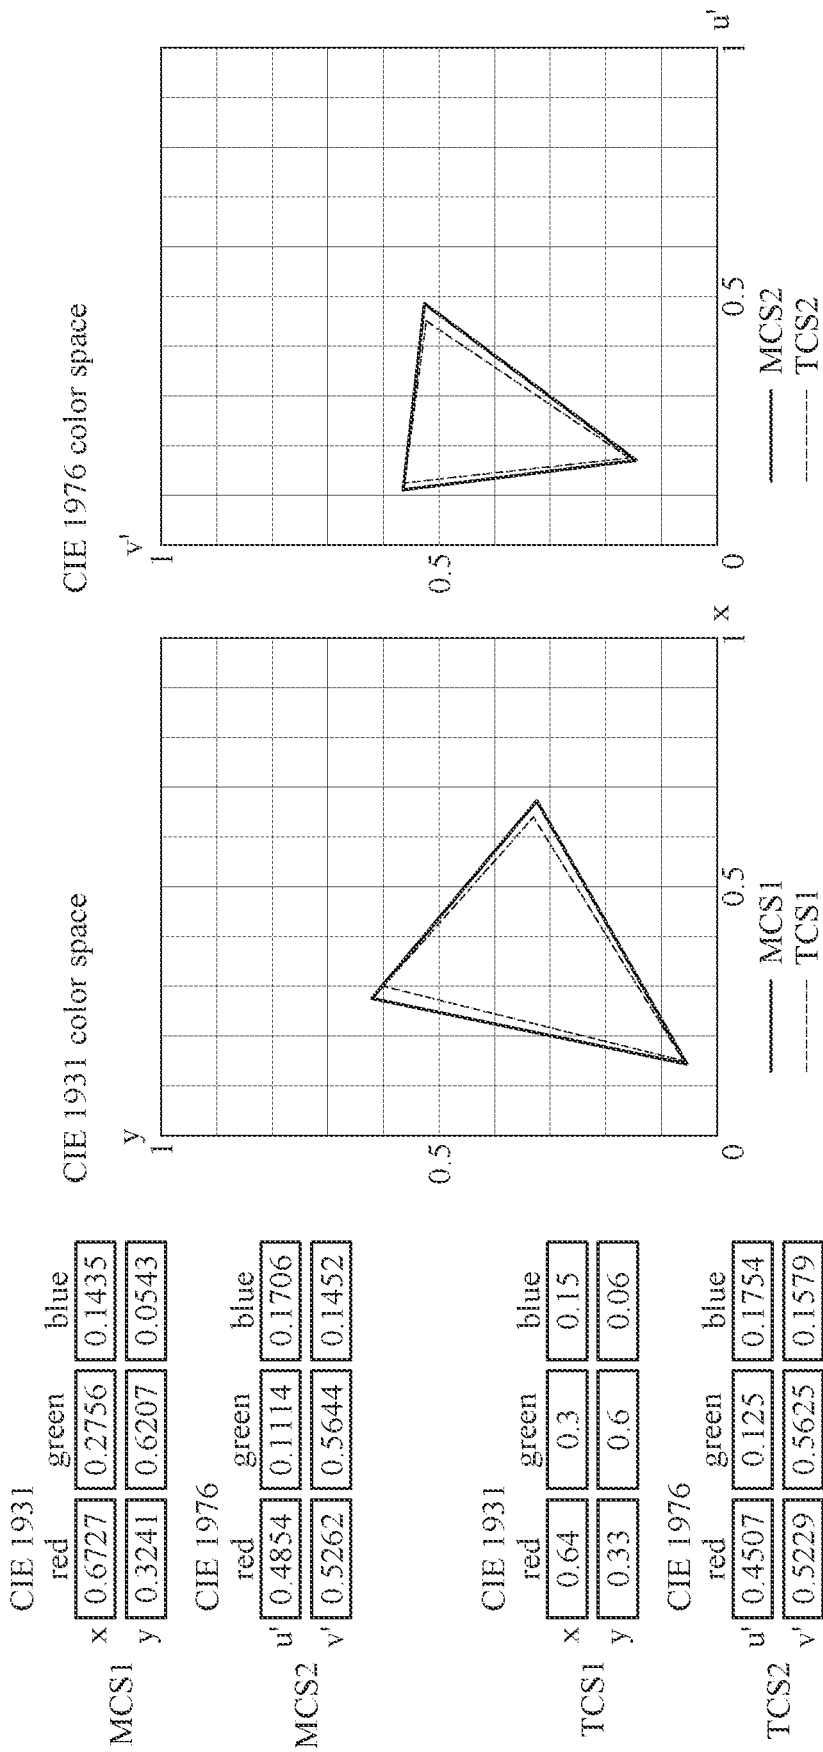 CIE 1931
red green blue
x 0.6727 0.2756 0.1435
MCS1
y 0.3241 0.6207 0.0543
CIE 1976
red green blue
u' 0.4854 0.1114 0.1706
MCS2
v' 0.5262 0.5644 0.1452
CIE 1931
red green blue
x 0.64 0.3 0.15
TCS1
y 0.33 0.6 0.06
CIE 1976
red green blue
u' 0.4507 0.125 0.1754
TCS2
v' 0.5229 0.5625 0.1579
CIE 1931 color space
y
1
0.5
0
0.5
1
x
MCS1
TCS1
CIE 1976 color space
v'
1
0.5
0
0.5
1
u'
MCS2
TCS2